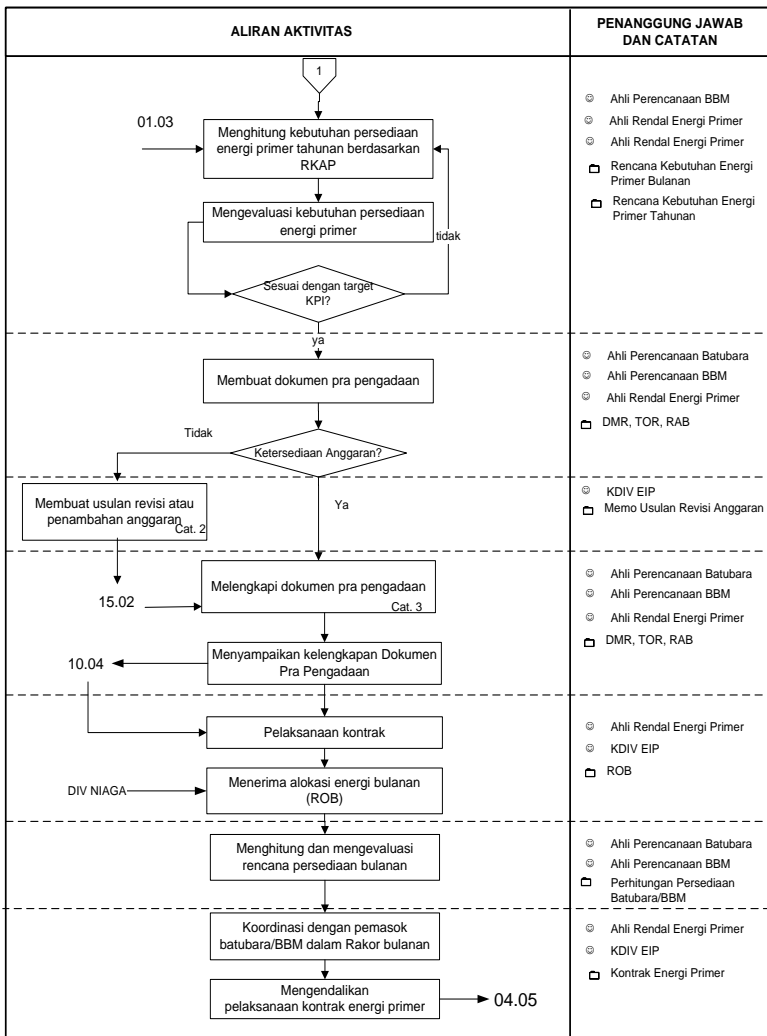 ALIRAN AKTIVITAS
PENANGGUNG JAWAB
DAN CATATAN
1
01.03
Menghitung kebutuhan persediaan
energi primer tahunan berdasarkan
RKAP
Mengevaluasi kebutuhan persediaan
energi primer
tidak
Sesuai dengan target
KPI?
ya
Ahli Perencanaan BBM
Ahli Rendal Energi Primer
Ahli Rendal Energi Primer
Rencana Kebutuhan Energi
Primer Bulanan
Rencana Kebutuhan Energi
Primer Tahunan
Membuat dokumen pra pengadaan
Tidak
Ketersediaan Anggaran?
Ahli Perencanaan Batubara
Ahli Perencanaan BBM
Ahli Rendal Energi Primer
DMR, TOR, RAB
Membuat usulan revisi atau
penambahan anggaran
Cat. 2
Ya
KDIV EIP
Memo Usulan Revisi Anggaran
15.02
Melengkapi dokumen pra pengadaan
Cat. 3
10.04
Menyampaikan kelengkapan Dokumen
Pra Pengadaan
Ahli Perencanaan Batubara
Ahli Perencanaan BBM
Ahli Rendal Energi Primer
DMR, TOR, RAB
Pelaksanaan kontrak
DIV NIAGA
Menerima alokasi energi bulanan
(ROB)
Ahli Rendal Energi Primer
KDIV EIP
ROB
Menghitung dan mengevaluasi
rencana persediaan bulanan
Ahli Perencanaan Batubara
Ahli Perencanaan BBM
Perhitungan Persediaan
Batubara/BBM
Koordinasi dengan pemasok
batubara/BBM dalam Rakor bulanan
Mengendalikan
pelaksanaan kontrak energi primer
04.05
Ahli Rendal Energi Primer
KDIV EIP
Kontrak Energi Primer